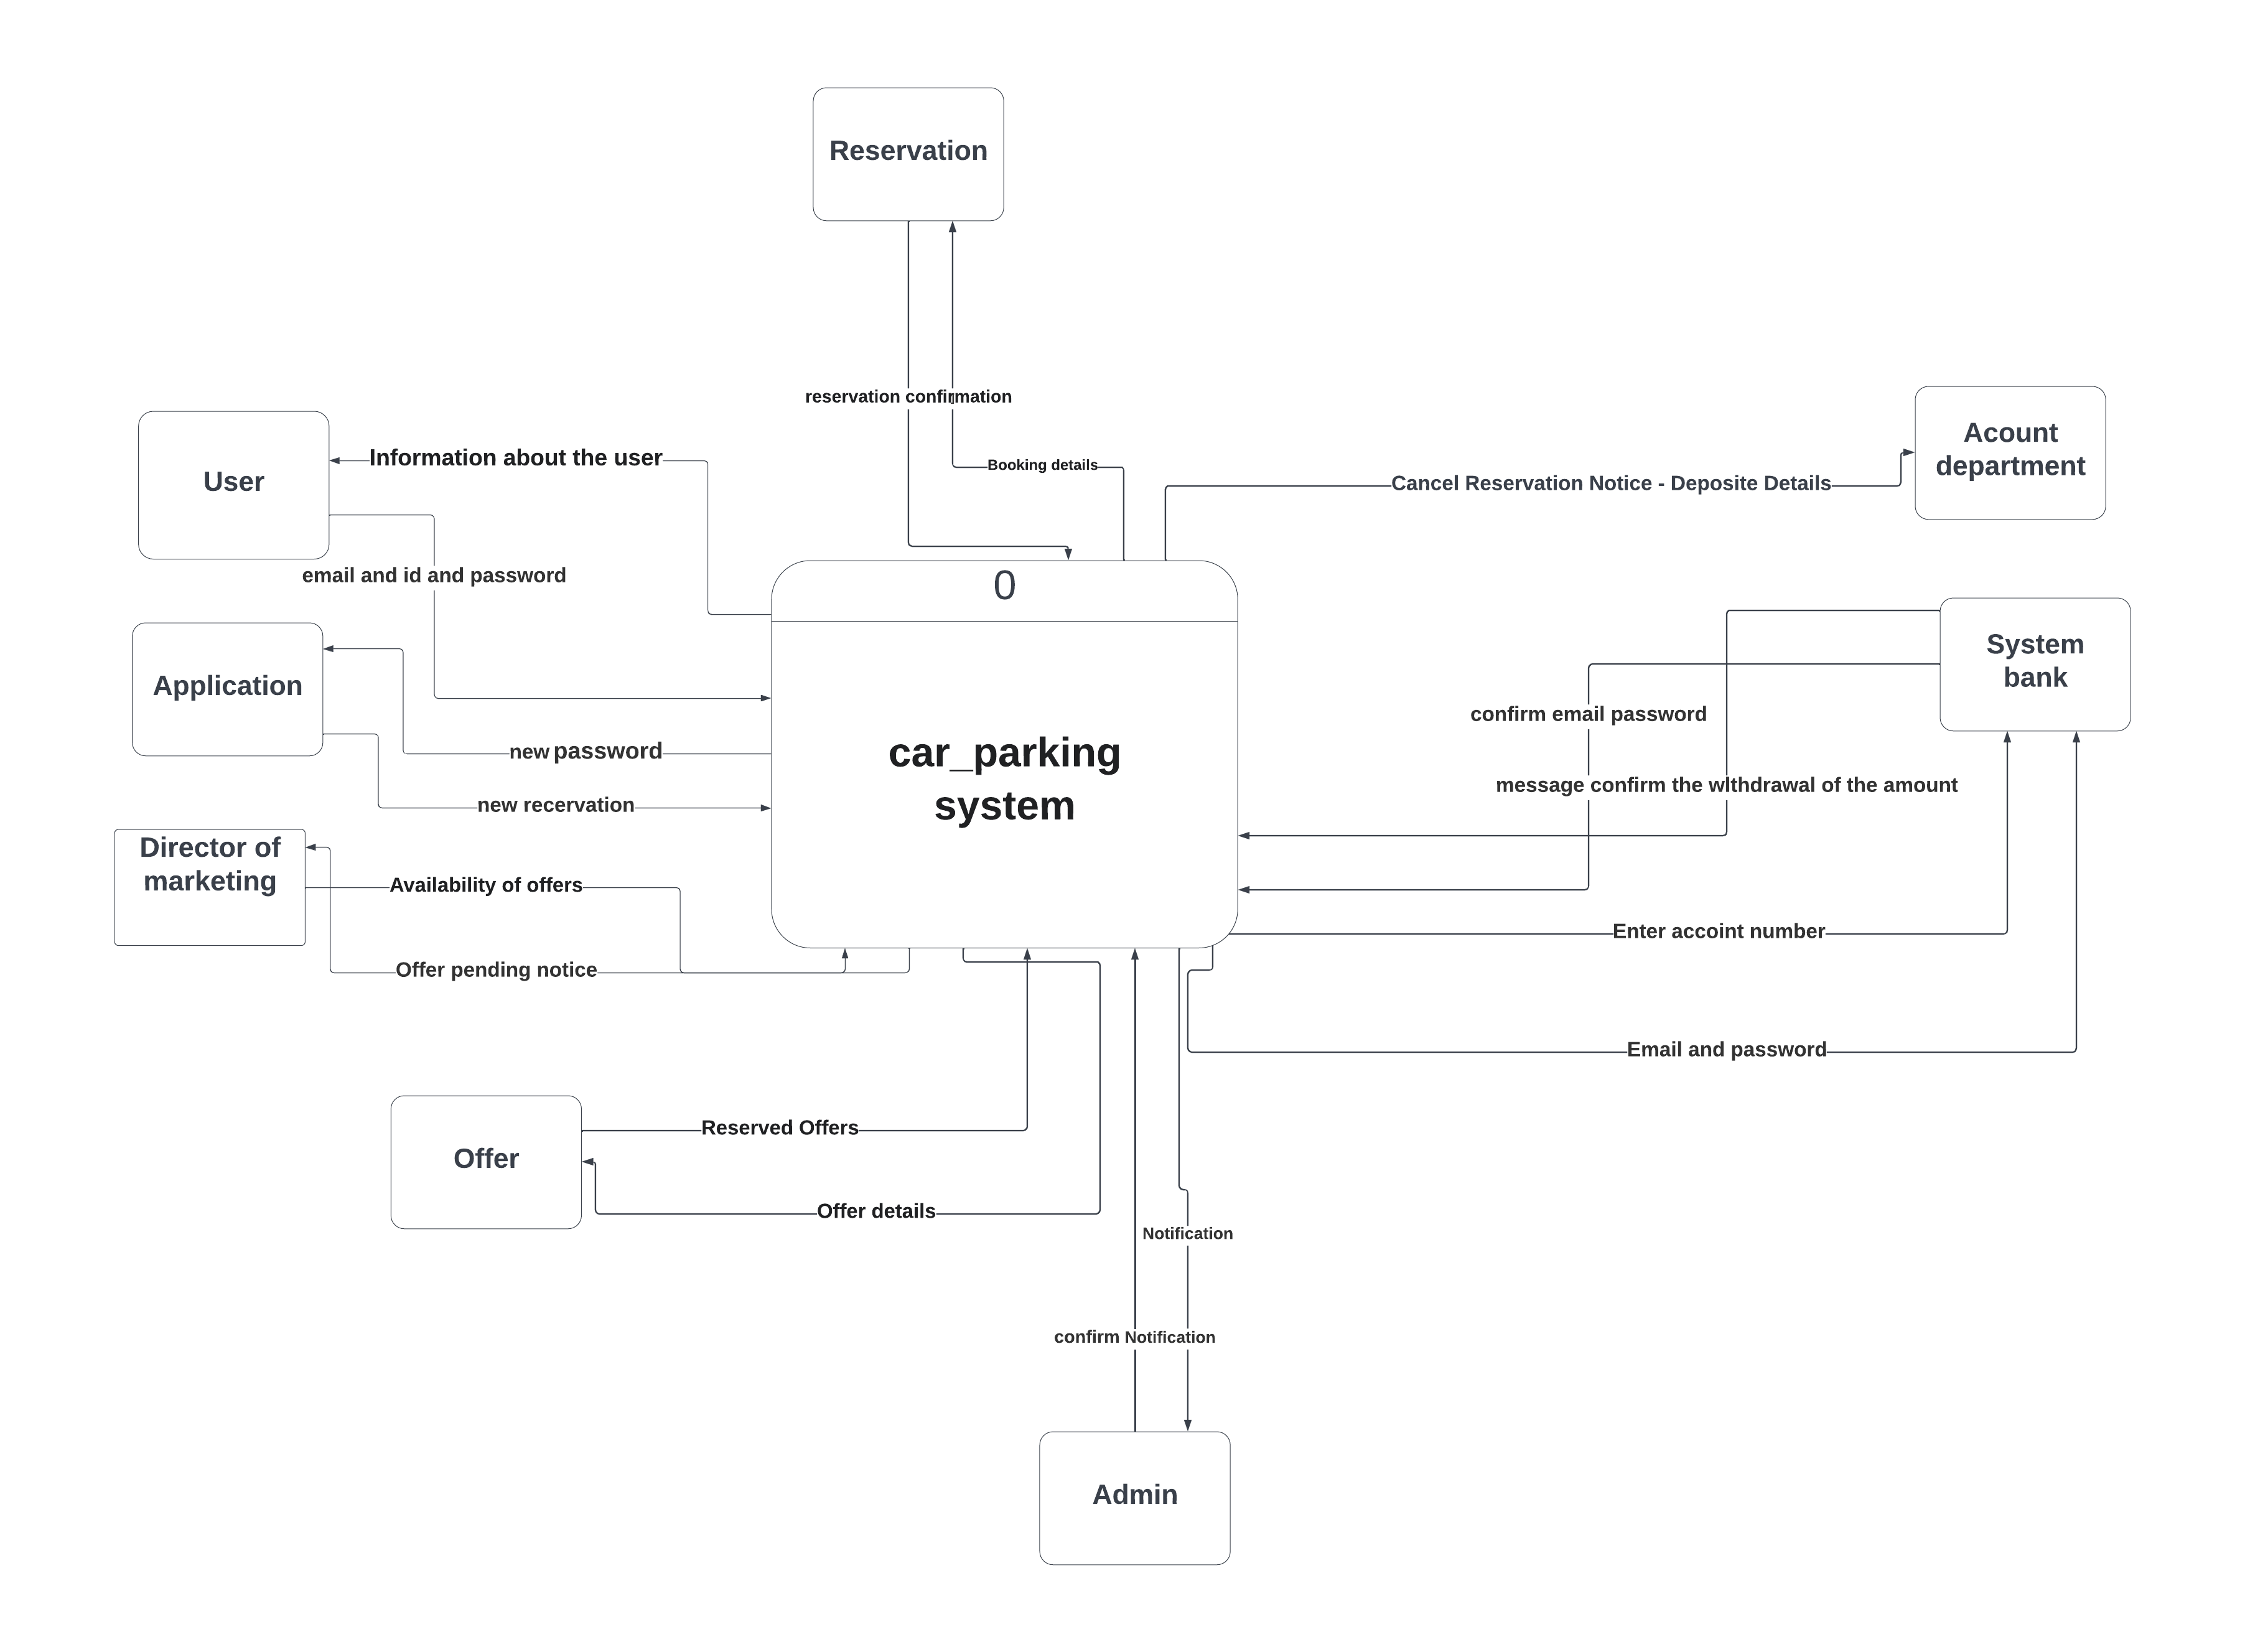 Reservation
reservation confirmation
Booking details
Acount
department
Cancel Reservation Notice - Deposite Details
User
Information about the user
email and id and password
Application
new password
new recervation
Director of
marketing
Availability of offers
Offer pending notice
0
car_parking
system
System
bank
confirm email password
message confirm the wlthdrawal of the amount
Enter accoint number
Email and password
Offer
Reserved Offers
Offer details
Notification
confirm Notification
Admin